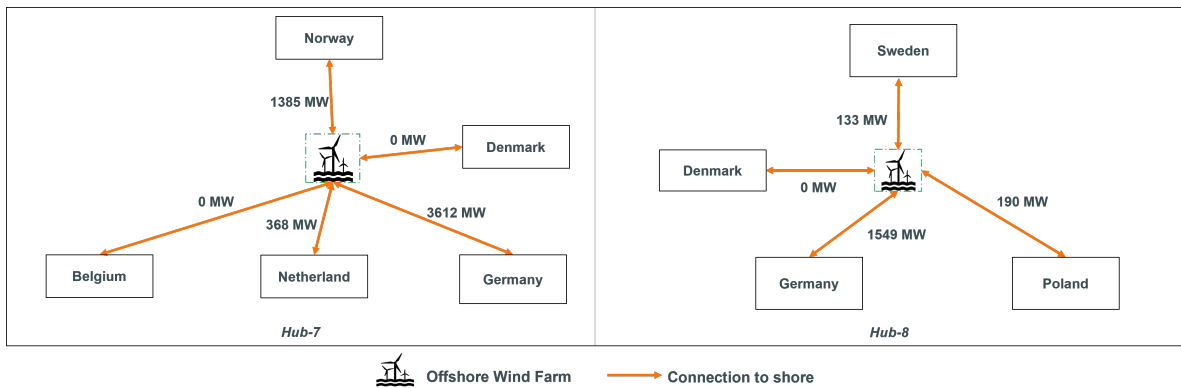 Norway
1385 MW
0 MW
Denmark
0 MW
368 MW
3612 MW
Belgium
Netherland
Germany
Hub-7
Sweden
133 MW
Denmark
0 MW
190 MW
1549 MW
Germany
Poland
Hub-8
Offshore Wind Farm
Connection to shore